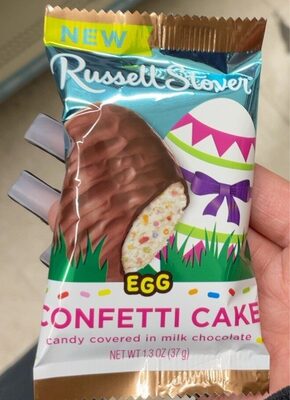 NEW
Russell Stover
EGG
CONFETTI CAKE
candy covered in milk chocolate
NET WT 1.3 OZ (37g)